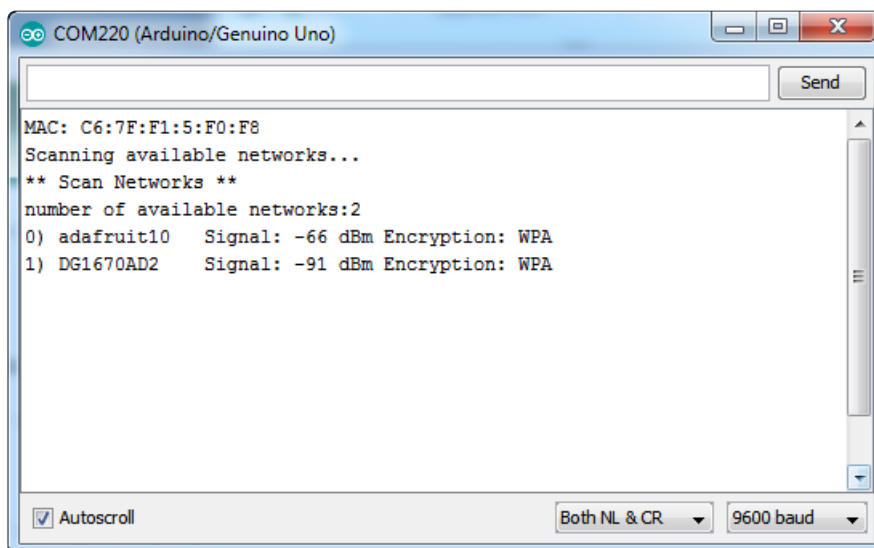 COM220 (Arduino/Genuino Uno)
Send
MAC: C6:7F:F1:5:F0:F8
Scanning available networks...
** Scan Networks **
number of available networks:2
0) adafruit10   Signal: -66 dBm Encryption: WPA
1) DG1670AD2    Signal: -91 dBm Encryption: WPA
Autoscroll
Both NL & CR
9600 baud